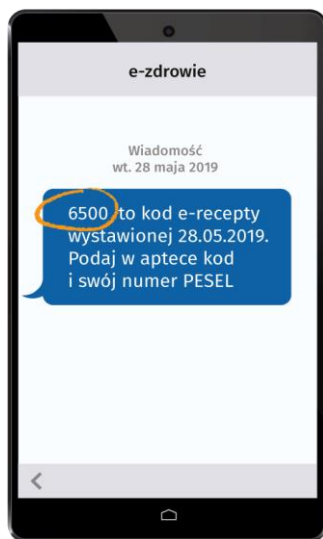 e-zdrowie
Wiadomość
wt. 28 maja 2019
6500 to kod e-recepty
wystawionej 28.05.2019.
Podaj w aptece kod
i swój numer PESEL